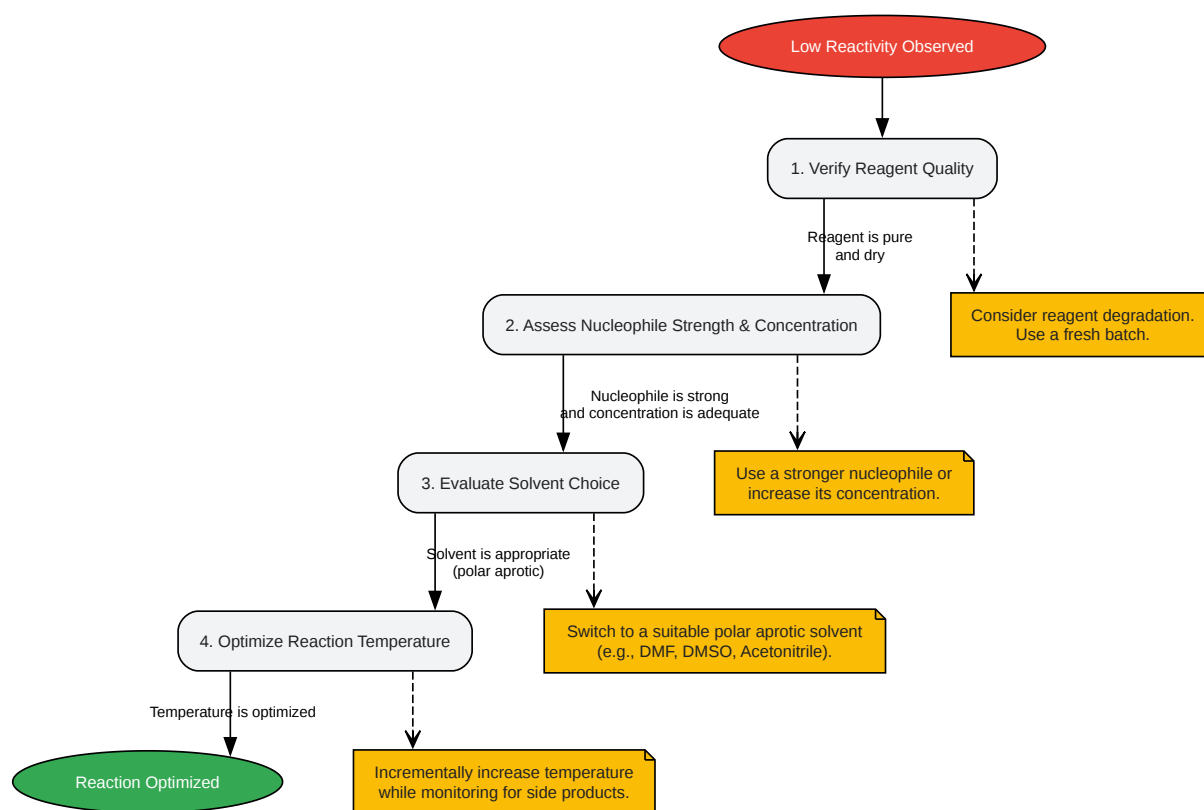 Low Reactivity Observed
1. Verify Reagent Quality
Reagent is pure
and dry
Consider reagent degradation.
Use a fresh batch.
2. Assess Nucleophile Strength & Concentration
Nucleophile is strong
and concentration is adequate
Use a stronger nucleophile or
increase its concentration.
3. Evaluate Solvent Choice
Solvent is appropriate
(polar aprotic)
Switch to a suitable polar aprotic solvent
(e.g., DMF, DMSO, Acetonitrile).
4. Optimize Reaction Temperature
Temperature is optimized
Reaction Optimized
Incrementally increase temperature
while monitoring for side products.